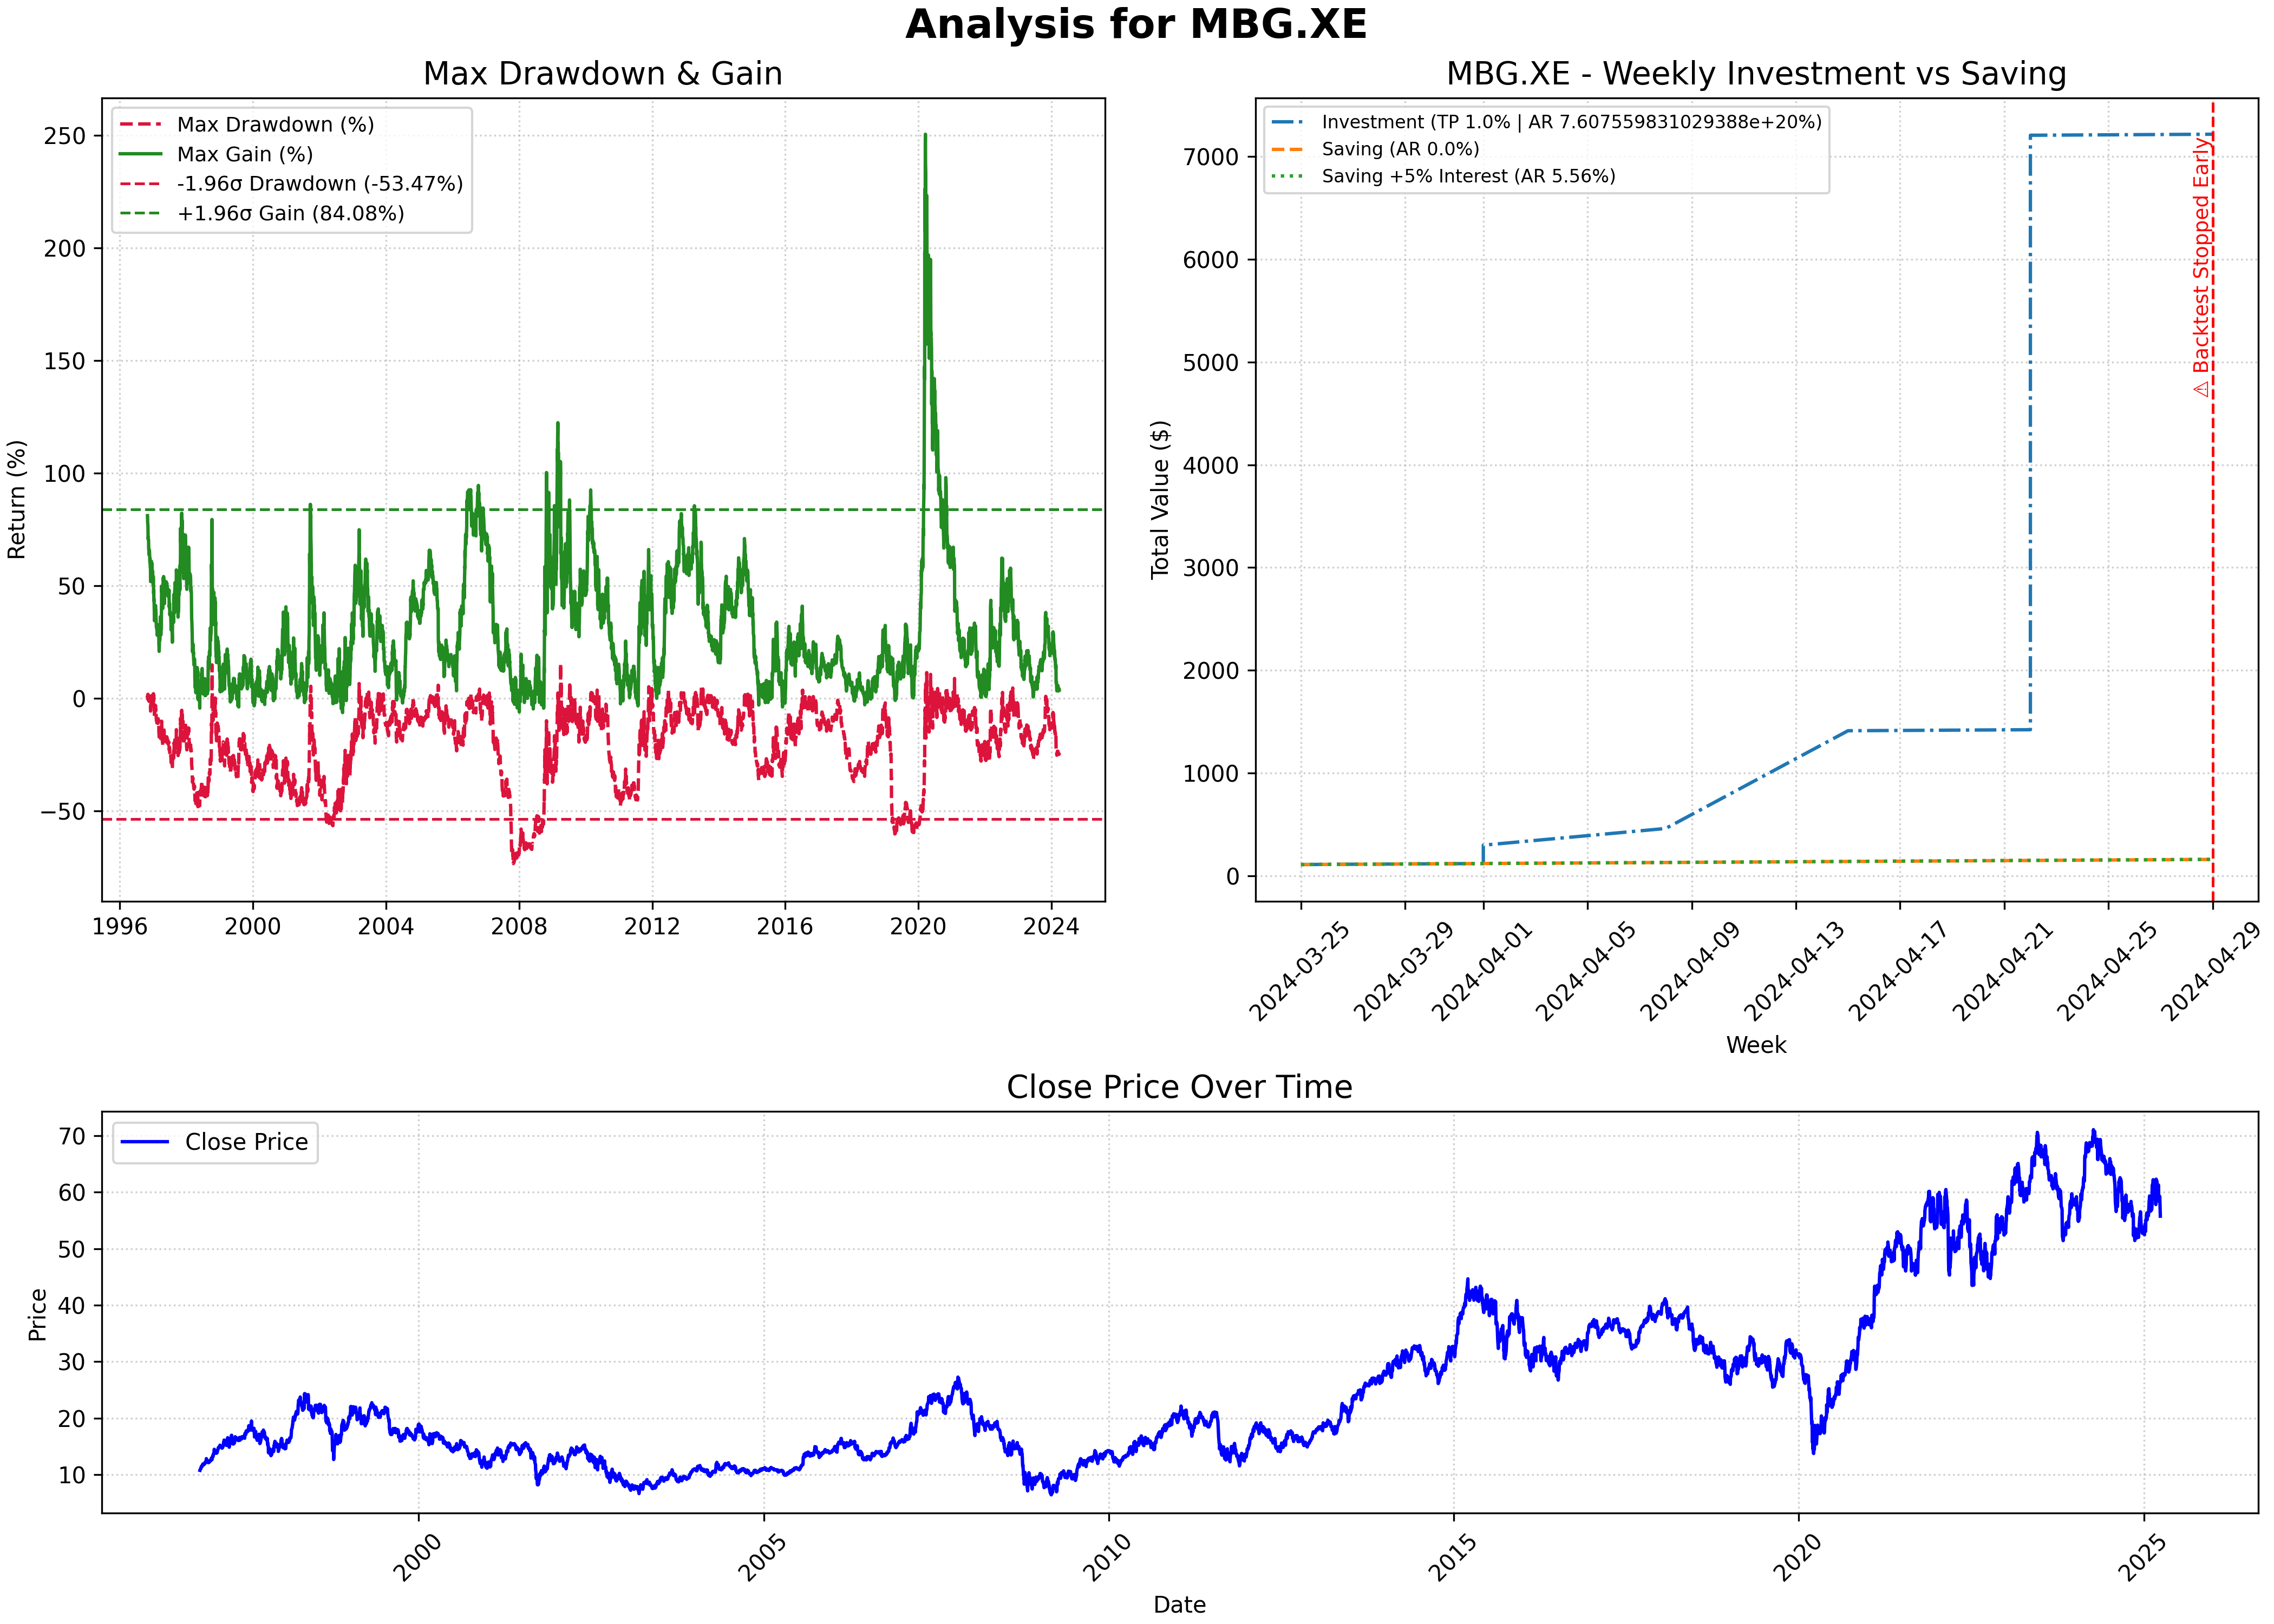 Analysis for MBG.XE
Max Drawdown & Gain
Max Drawdown (%)
Max Gain (%)
-1.96σ Drawdown (-53.47%)
+1.96σ Gain (84.08%)
Return (%)
250
200
150
100
50
0
−50
1996
2000
2004
2008
2012
2016
2020
2024
MBG.XE - Weekly Investment vs Saving
Investment (TP 1.0% | AR 7.607559831029388e+20%)
Saving (AR 0.0%)
Saving +5% Interest (AR 5.56%)
⚠ Backtest Stopped Early
Total Value ($)
7000
6000
5000
4000
3000
2000
1000
0
2024-03-25
2024-03-29
2024-04-01
2024-04-05
2024-04-09
2024-04-13
2024-04-17
2024-04-21
2024-04-25
2024-04-29
Week
Close Price Over Time
Close Price
Price
70
60
50
40
30
20
10
2000
2005
2010
2015
2020
2025
Date